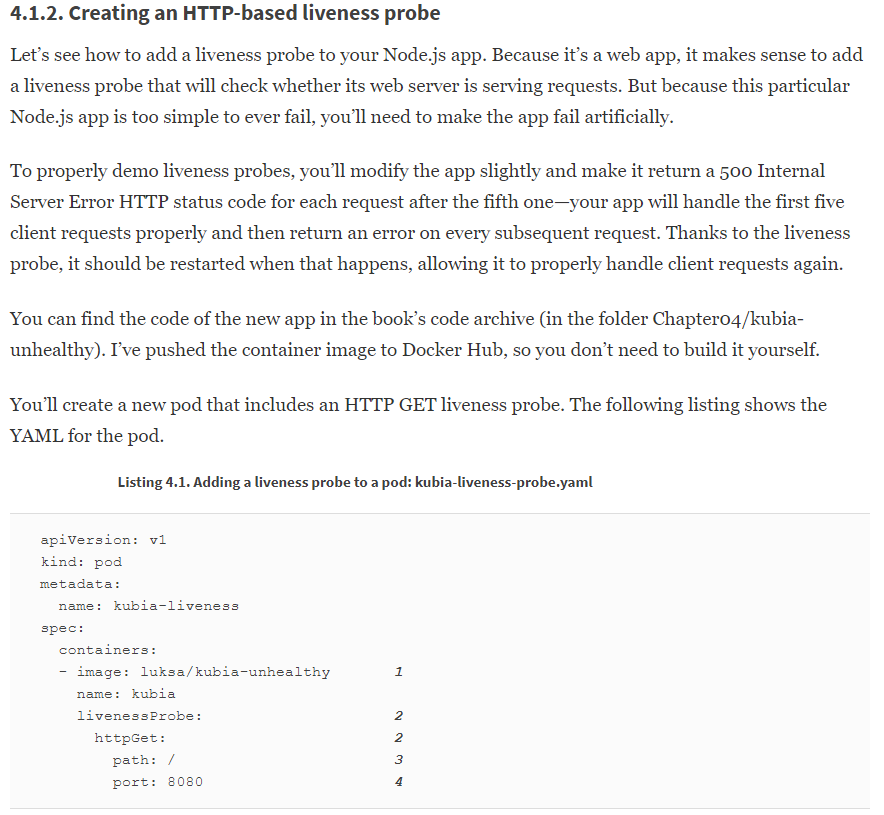 4.1.2. Creating an HTTP-based liveness probe
Let’s see how to add a liveness probe to your Node.js app. Because it’s a web app, it makes sense to add
a liveness probe that will check whether its web server is serving requests. But because this particular
Node.js app is too simple to ever fail, you’ll need to make the app fail artificially.
To properly demo liveness probes, you’ll modify the app slightly and make it return a 500 Internal
Server Error HTTP status code for each request after the fifth one—your app will handle the first five
client requests properly and then return an error on every subsequent request. Thanks to the liveness
probe, it should be restarted when that happens, allowing it to properly handle client requests again.
You can find the code of the new app in the book’s code archive (in the folder Chapter04/kubia-
unhealthy). I’ve pushed the container image to Docker Hub, so you don’t need to build it yourself.
You’ll create a new pod that includes an HTTP GET liveness probe. The following listing shows the
YAML for the pod.
Listing 4.1. Adding a liveness probe to a pod: kubia-liveness-probe.yaml
apiVersion: v1
kind: pod
metadata:
  name: kubia-liveness
spec:
  containers:
  - image: luksa/kubia-unhealthy 1
    name: kubia
    livenessProbe: 2
      httpGet: 2
        path: / 3
        port: 8080 4